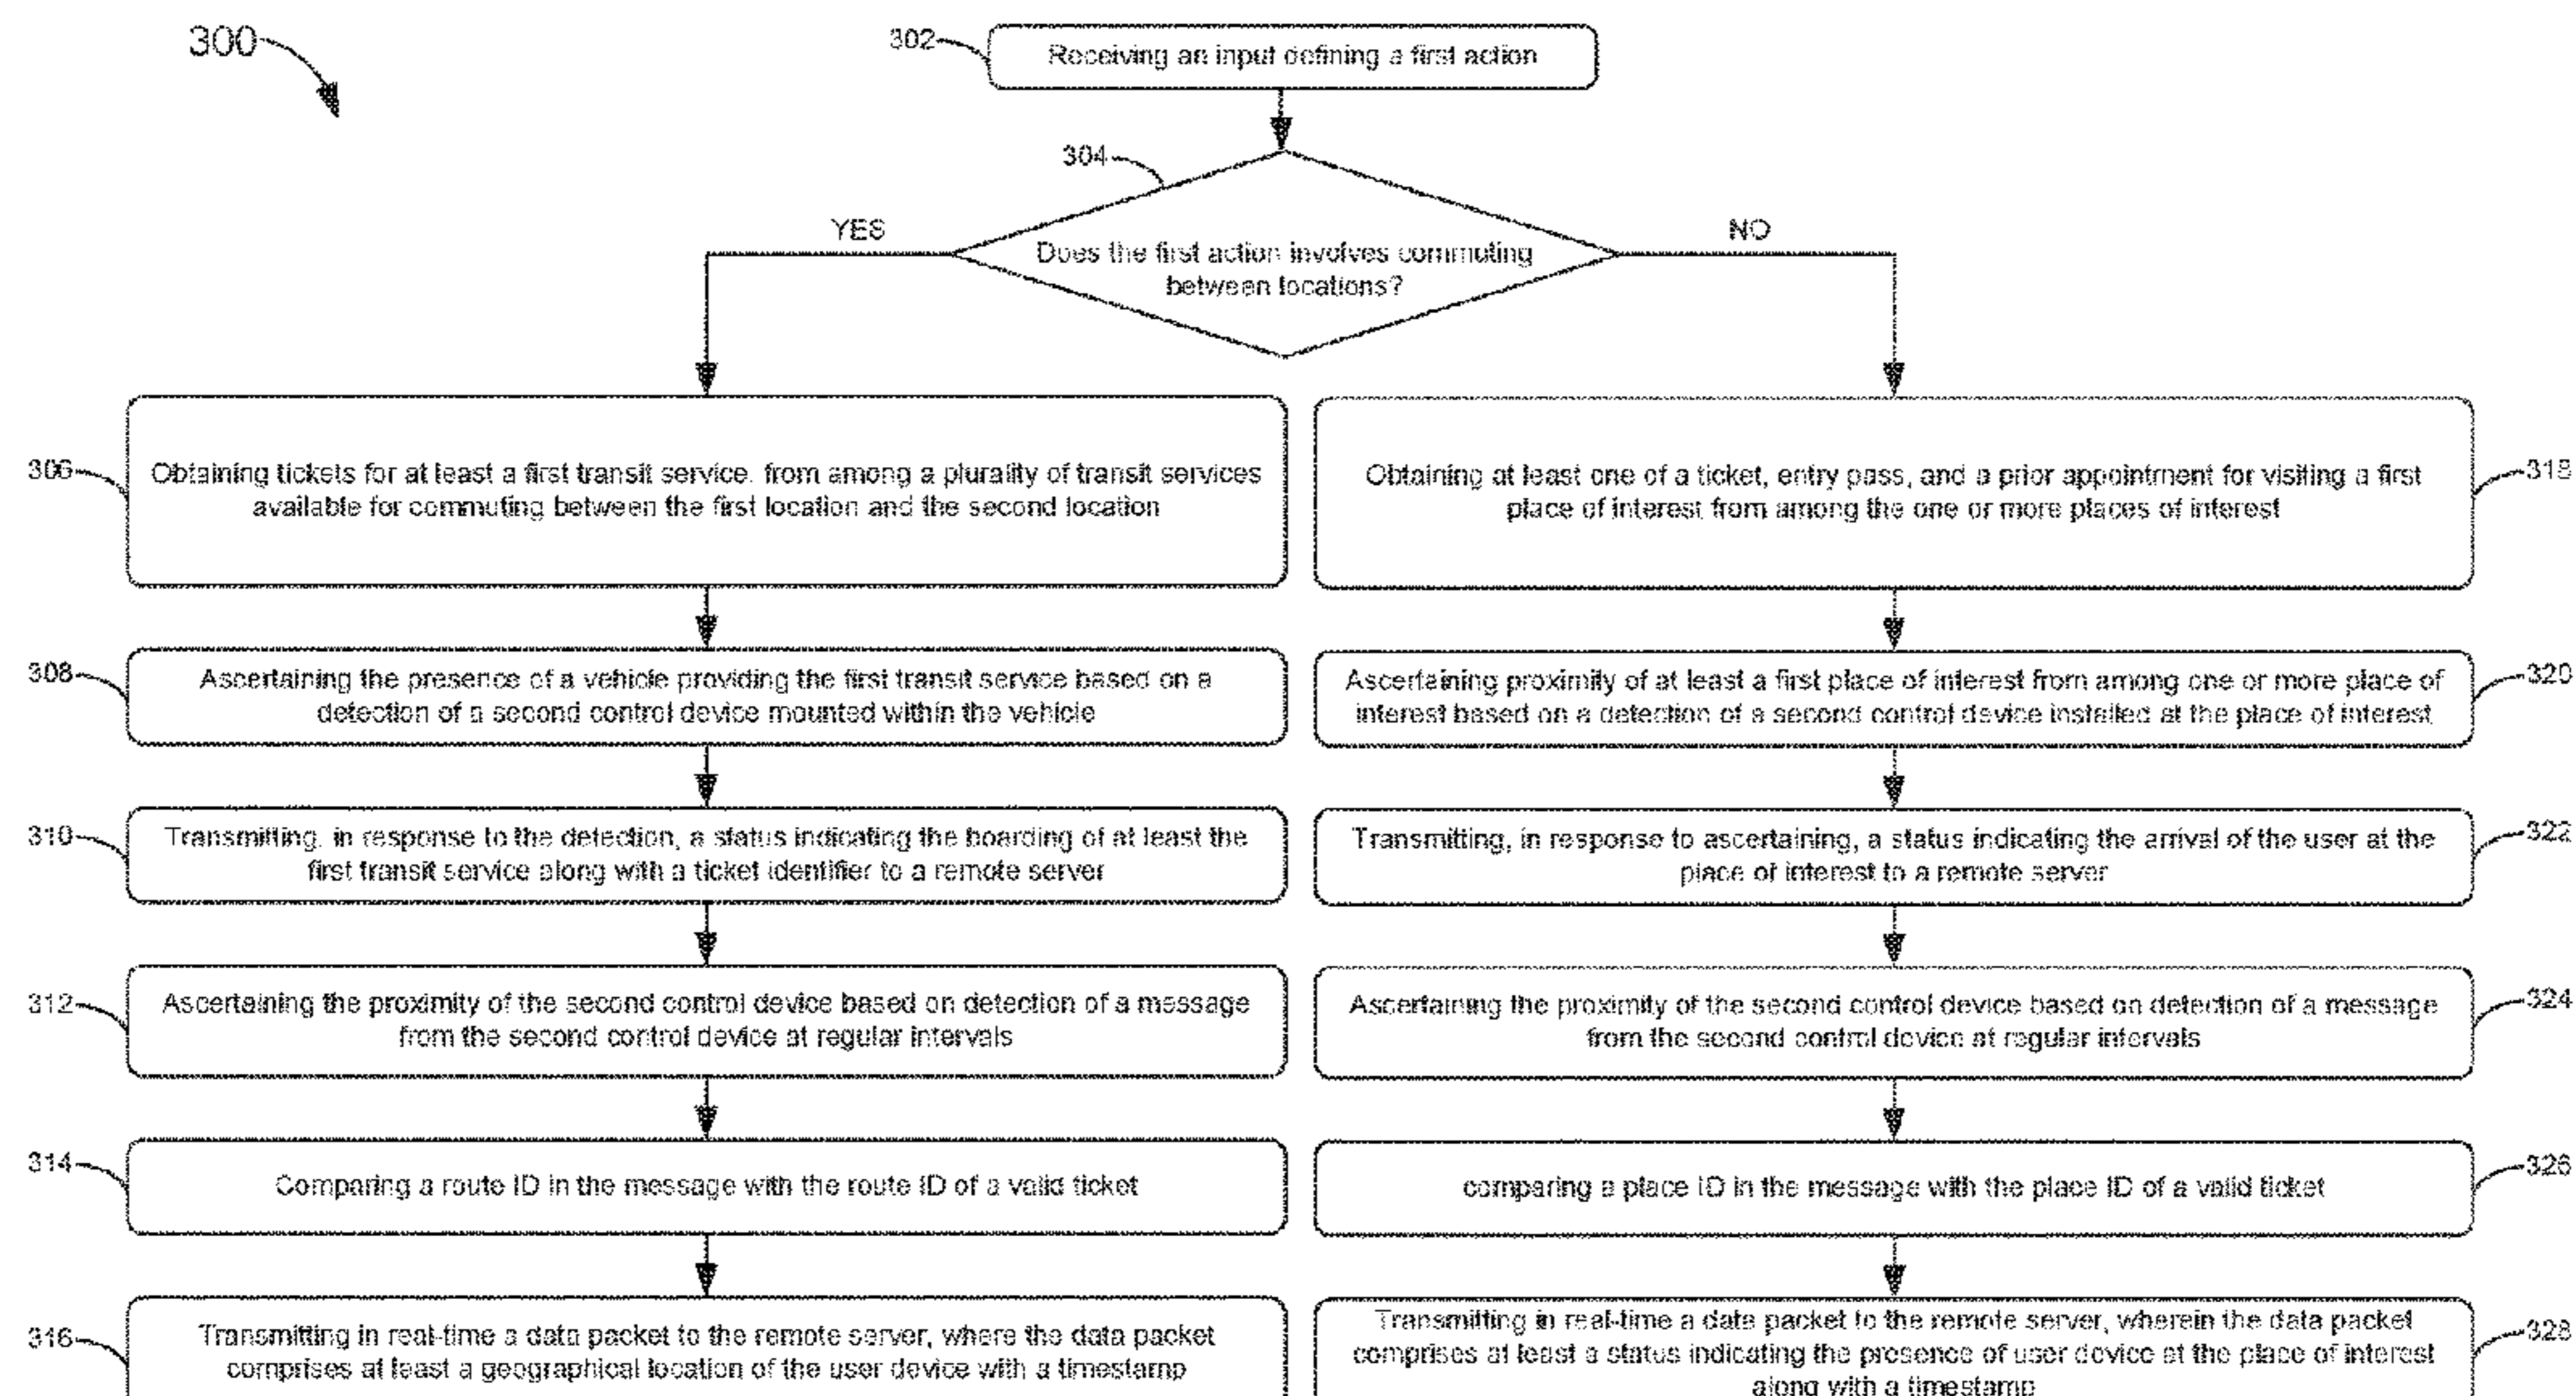 300
302
Receiving an input defining a first action
304
YES
NO
Does the first action involves commuting
between locations?
306
Obtaining tickets for at least a first transit service, from among a plurality of transit services
available for commuting between the first location and the second location
318
Obtaining at least one of a ticket, entry pass, and a prior appointment for visiting a first
place of interest from among the one or more places of interest
308
Ascertaining the presence of a vehicle providing the first transit service based on a
detection of a second control device mounted within the vehicle
320
Ascertaining proximity of at least a first place of interest from among one or more place of
interest based on a detection of a second control device installed at the place of interest
310
Transmitting, in response to the detection, a status indicating the boarding of at least the
first transit service along with a ticket identifier to a remote server
322
Transmitting, in response to ascertaining, a status indicating the arrival of the user at the
place of interest to a remote server
312
Ascertaining the proximity of the second control device based on detection of a message
from the second control device at regular intervals
324
Ascertaining the proximity of the second control device based on detection of a message
from the second control device at regular intervals
314
Comparing a route ID in the message with the route ID of a valid ticket
326
comparing a place ID in the message with the place ID of a valid ticket
316
Transmitting in real-time a data packet to the remote server, where the data packet
comprises at least a geographical location of the user device with a timestamp
328
Transmitting in real-time a data packet to the remote server, wherein the data packet
comprises at least a status indicating the presence of user device at the place of interest
along with a timestamp